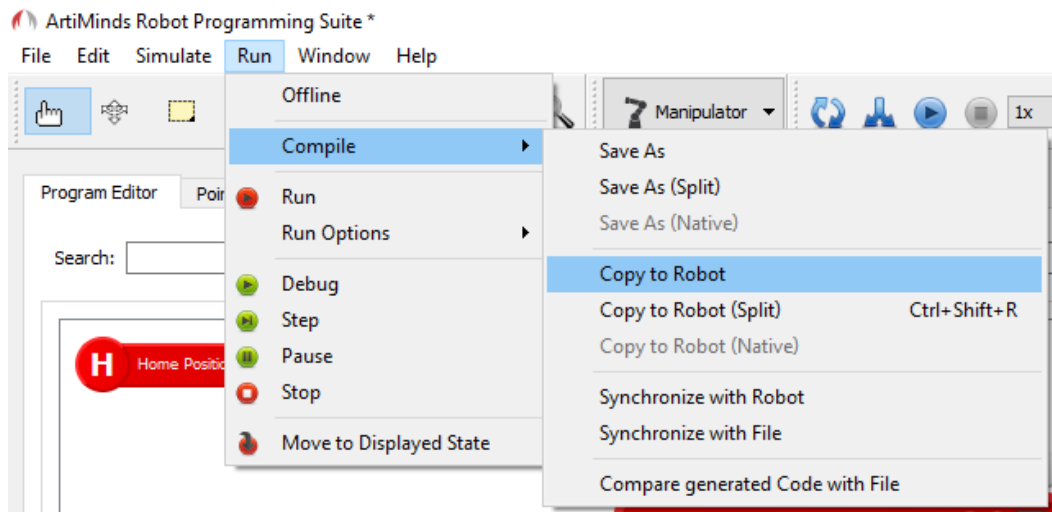 ArtiMinds Robot Programming Suite *
File Edit Simulate Run Window Help
Offline
Manipulator
1x
Compile
Save As
Program Editor
Run
Save As (Split)
Run Options
Save As (Native)
Search:
Copy to Robot
Debug
Copy to Robot (Split) Ctrl+Shift+R
Step
Copy to Robot (Native)
H Home
Pause
Stop
Synchronize with Robot
Synchronize with File
Move to Displayed State
Compare generated Code with File